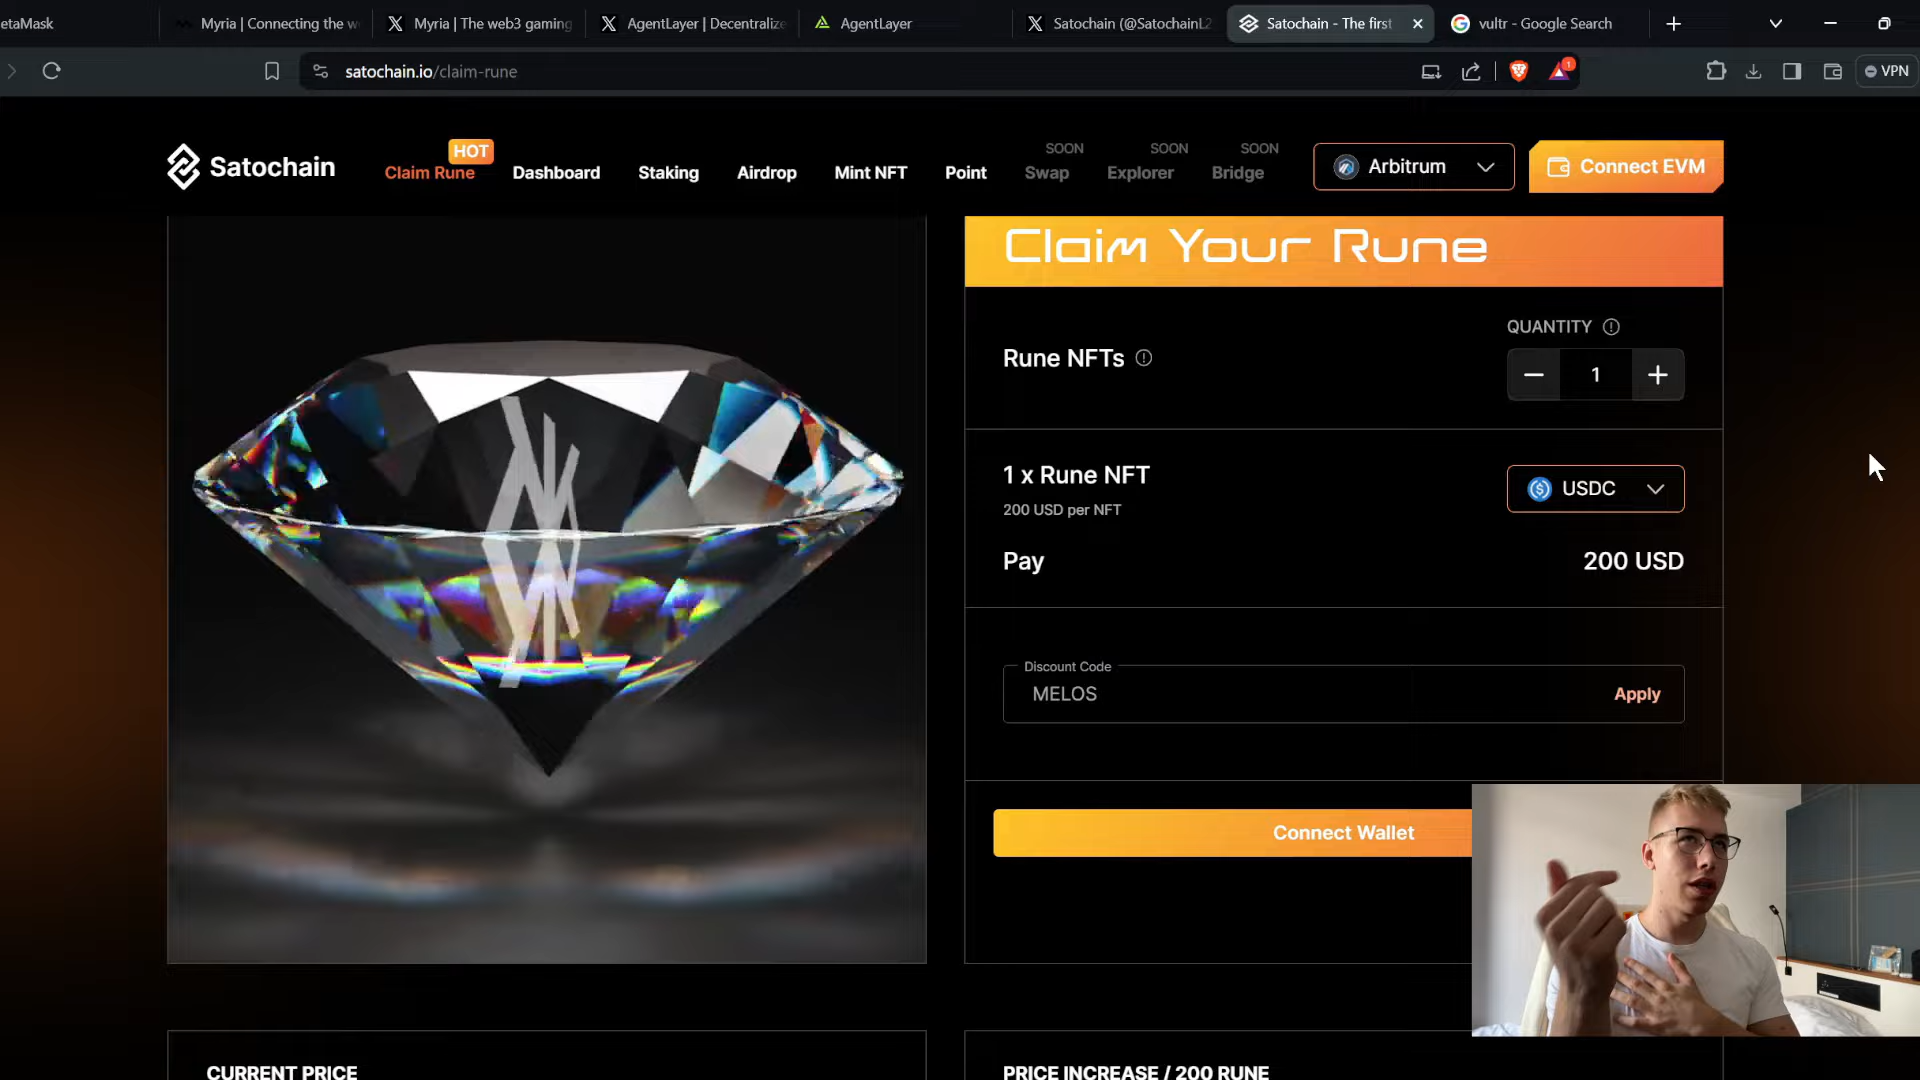 etaMask
Myria | Connecting the w
Myria | The web3 gaming
AgentLayer | Decentralize
AgentLayer
Satochain (@SatochainL2
Satochain - The first
vultr - Google Search
satochain.io/claim-rune
1
VPN
Satochain
HOT
Claim Rune
Dashboard
Staking
Airdrop
Mint NFT
Point
SOON
Swap
SOON
Explorer
SOON
Bridge
Arbitrum
Connect EVM
Claim Your Rune
QUANTITY
Rune NFTs
1
1 x Rune NFT
200 USD per NFT
USDC
Pay
200 USD
Discount Code
MELOS
Apply
Connect Wallet
CURRENT PRICE
PRICE INCREASE / 200 RUNE